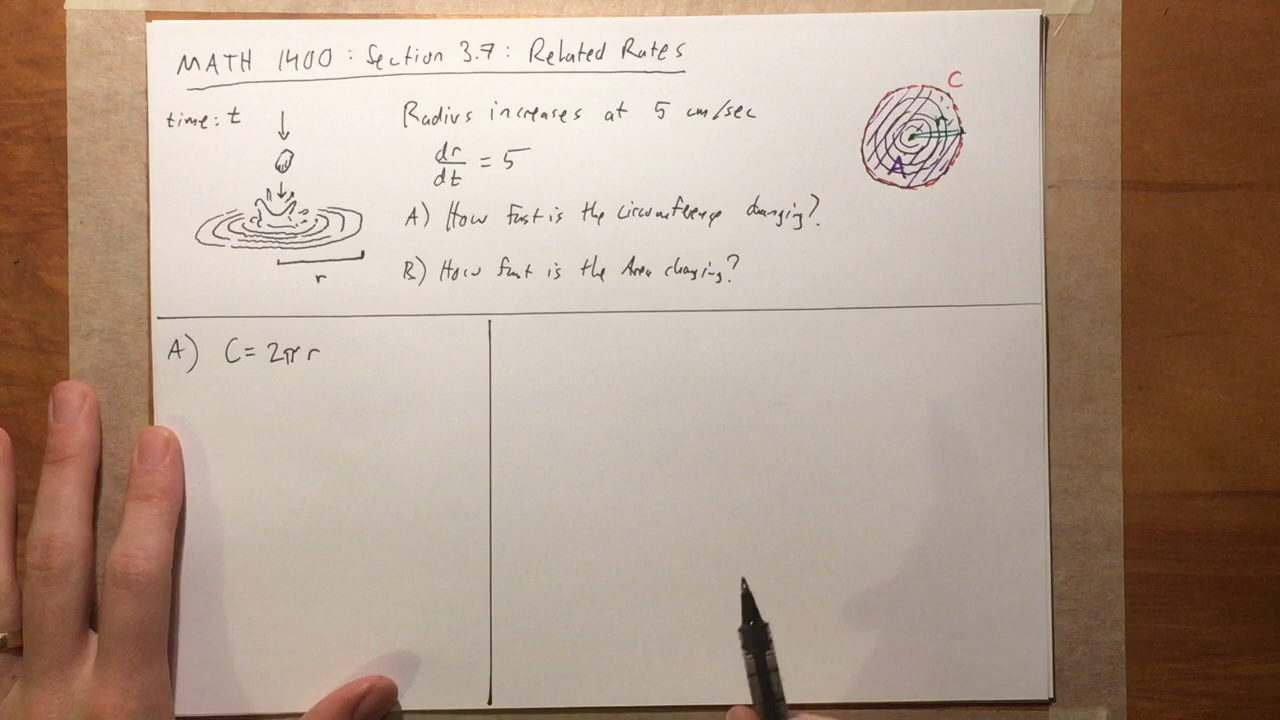 MATH 1400: Section 3.7: Related Rates
time: t
Radius increases at 5 cm/sec
dr/dt = 5
A) How fast is the circumference changing?
B) How fast is the Area changing?
r
C
r
A
A) C = 2πr